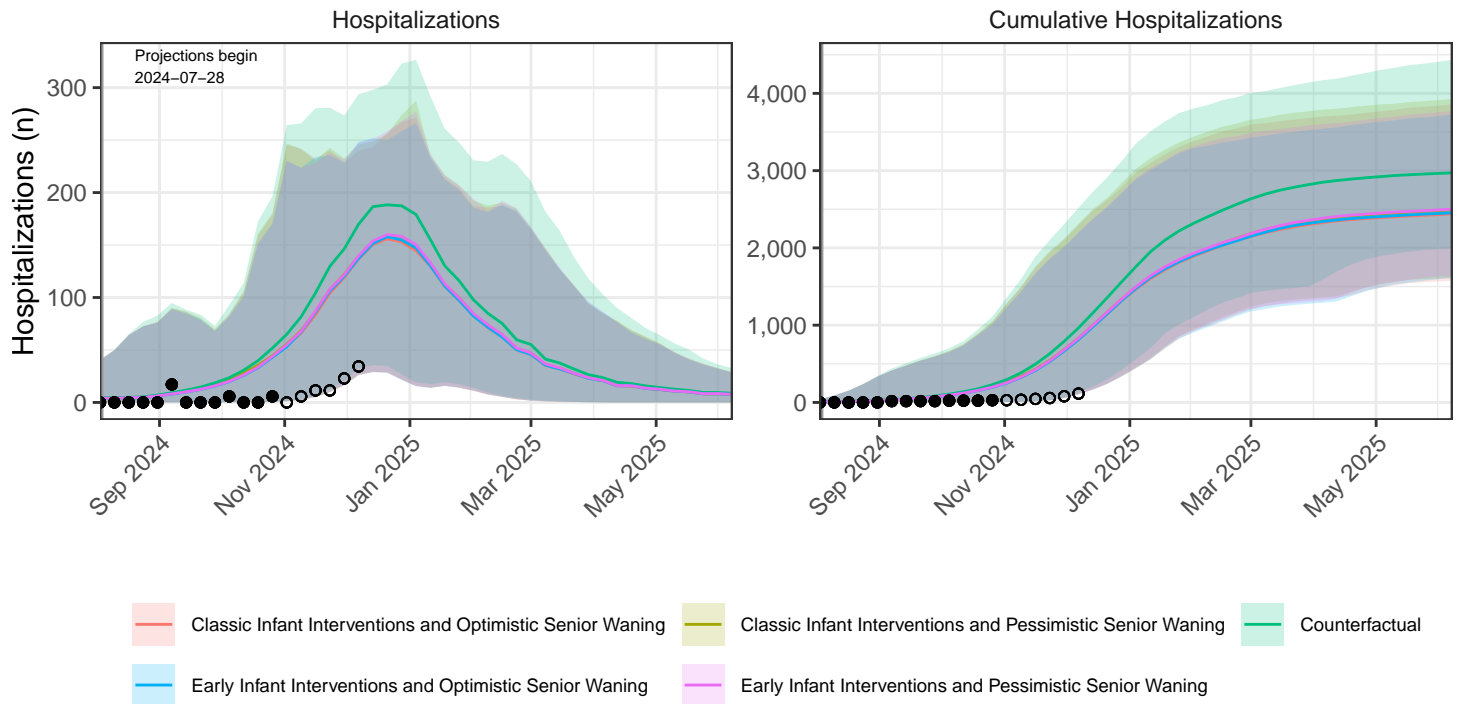 Hospitalizations
Cumulative Hospitalizations
Projections begin
2024−07−28
Hospitalizations (n)
300
200
100
0
4,000
3,000
2,000
1,000
0
Sep 2024
Nov 2024
Jan 2025
Mar 2025
May 2025
Sep 2024
Nov 2024
Jan 2025
Mar 2025
May 2025
Classic Infant Interventions and Optimistic Senior Waning
Classic Infant Interventions and Pessimistic Senior Waning
Counterfactual
Early Infant Interventions and Optimistic Senior Waning
Early Infant Interventions and Pessimistic Senior Waning